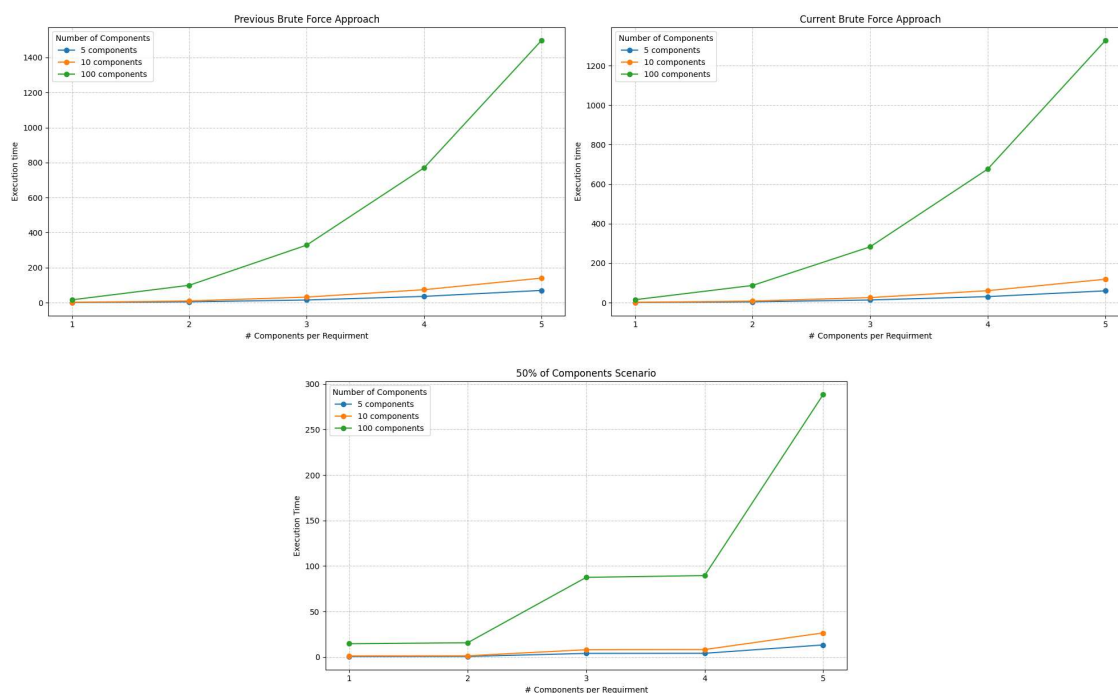 Previous Brute Force Approach
Number of Components
5 components
10 components
100 components
Execution time
1400
1200
1000
800
600
400
200
0
1 2 3 4 5
# Components per Requirment
Current Brute Force Approach
Number of Components
5 components
10 components
100 components
Execution time
1200
1000
800
600
400
200
0
1 2 3 4 5
# Components per Requirment
50% of Components Scenario
Number of Components
5 components
10 components
100 components
Execution Time
300
250
200
150
100
50
0
1 2 3 4 5
# Components per Requirment